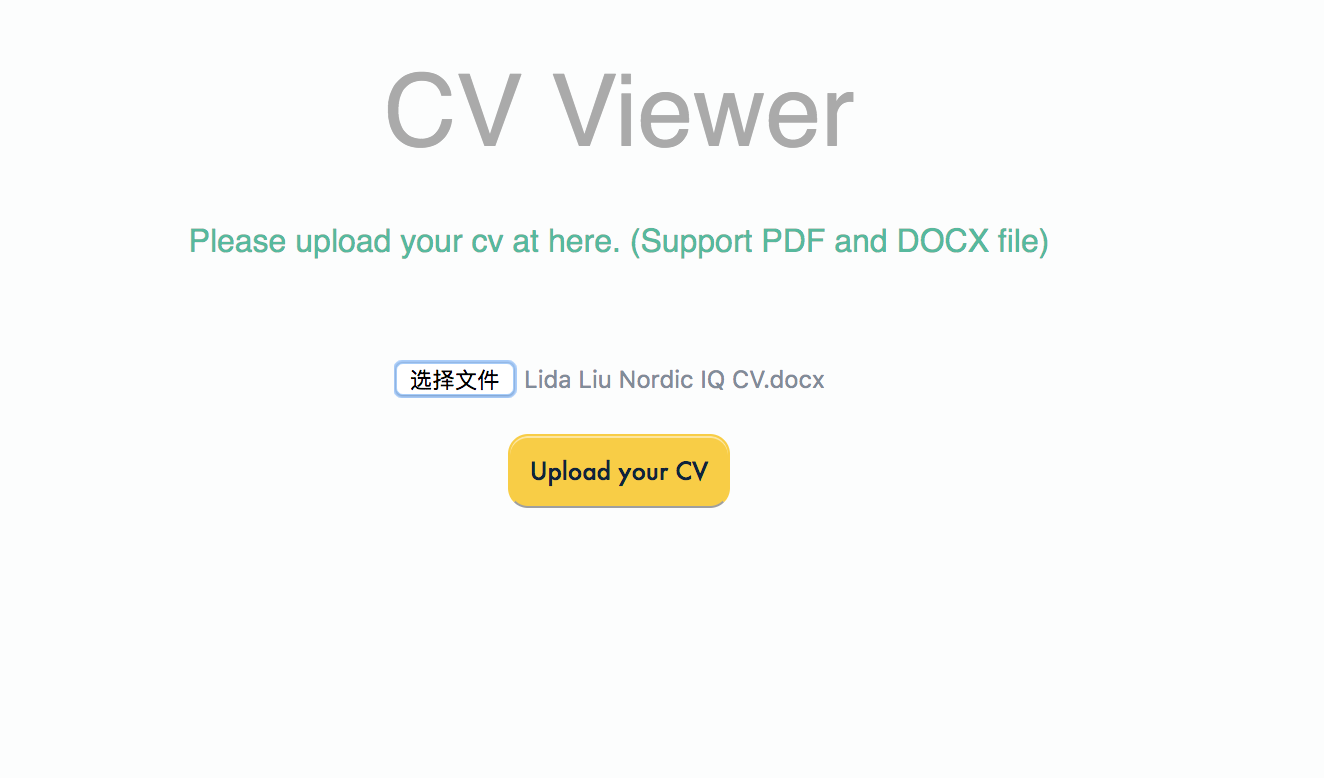 CV Viewer
Please upload your cv at here. (Support PDF and DOCX file)
选择文件 Lida Liu Nordic IQ CV.docx
Upload your CV